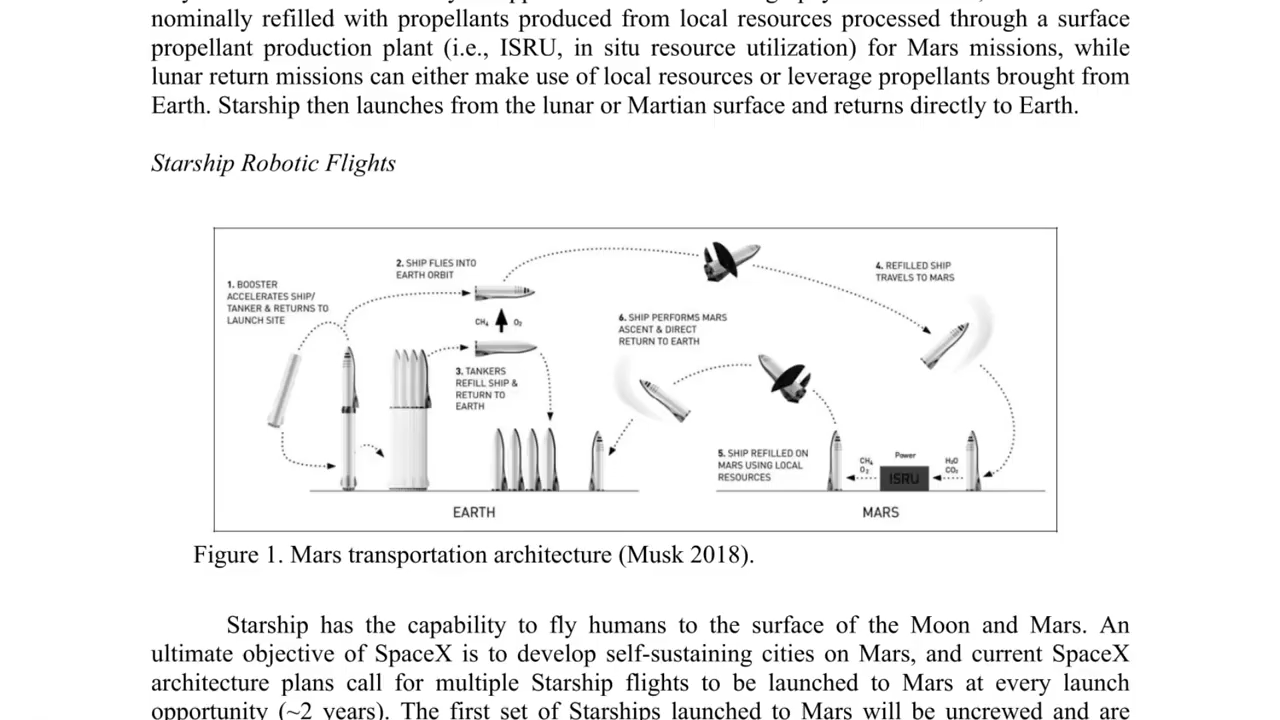 nominally refilled with propellants produced from local resources processed through a surface
propellant production plant (i.e., ISRU, in situ resource utilization) for Mars missions, while
lunar return missions can either make use of local resources or leverage propellants brought from
Earth. Starship then launches from the lunar or Martian surface and returns directly to Earth.
Starship Robotic Flights
1. BOOSTER
ACCELERATES SHIP/
TANKER & RETURNS TO
LAUNCH SITE
2. SHIP FLIES INTO
EARTH ORBIT
CH₄ O₂
3. TANKERS
REFILL SHIP &
RETURN TO
EARTH
4. REFILLED SHIP
TRAVELS TO MARS
6. SHIP PERFORMS MARS
ASCENT & DIRECT
RETURN TO EARTH
5. SHIP REFILLED ON
MARS USING LOCAL
RESOURCES
CH₄
O₂
Power
ISRU
H₂O
CO₂
EARTH
MARS
Figure 1. Mars transportation architecture (Musk 2018).
Starship has the capability to fly humans to the surface of the Moon and Mars. An
ultimate objective of SpaceX is to develop self-sustaining cities on Mars, and current SpaceX
architecture plans call for multiple Starship flights to be launched to Mars at every launch
opportunity (~2 years). The first set of Starships launched to Mars will be uncrewed and are